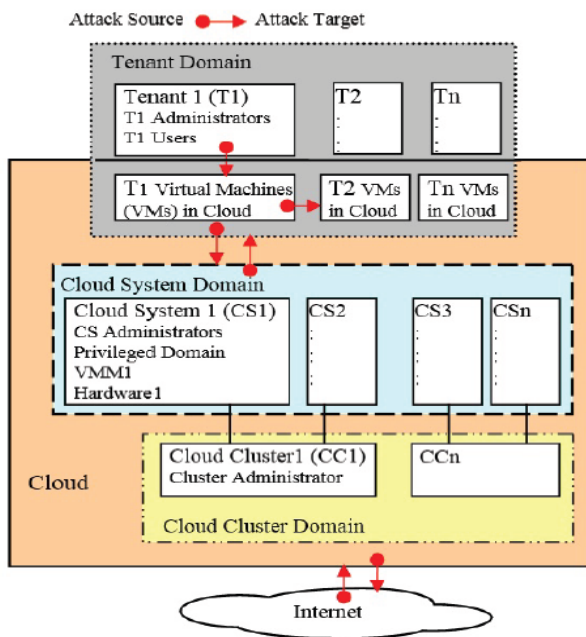 Attack Source Attack Target
Tenant Domain
Tenant 1 (T1)
T1 Administrators
T1 Users
T2
:
:
:
Tn
:
:
:
T1 Virtual Machines
(VMs) in Cloud
T2 VMs
in Cloud
Tn VMs
in Cloud
Cloud System Domain
Cloud System 1 (CS1)
CS Administrators
Privileged Domain
VMM1
Hardware1
CS2
:
:
:
:
CS3
:
:
:
:
CSn
:
:
:
:
Cloud Cluster1 (CC1)
Cluster Administrator
CCn
Cloud
Cloud Cluster Domain
Internet